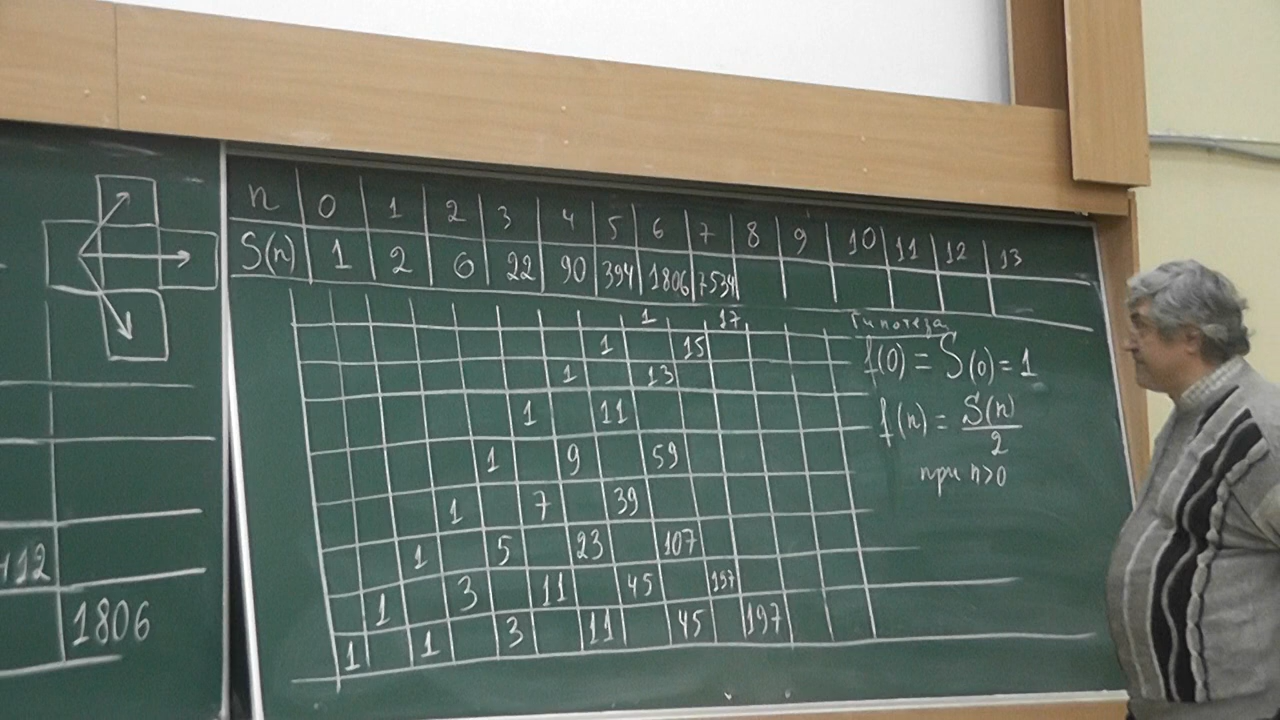 n 0 1 2 3 4 5 6 7 8 9 10 11 12 13
S(n) 1 2 6 22 90 394 1806 7534
1 17
1 15
1 13
1 11
1 9 59
1 7 39
1 5 23 107
1 3 11 45 197
1 1 3 11 45 197
Гипотеза
f(0) = S(0) = 1
f(n) = S(n)
2
при n>0
412
1806